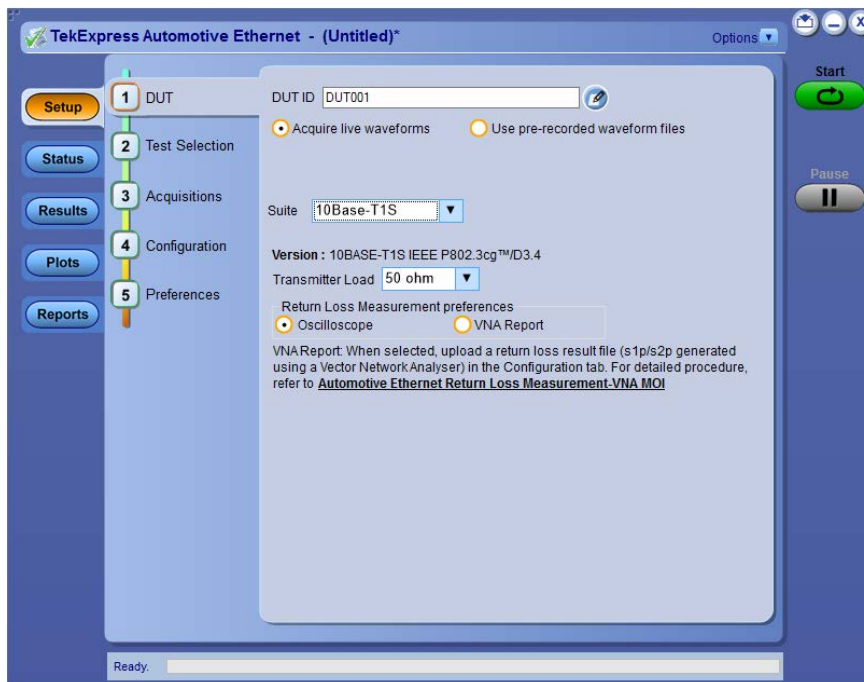 TekExpress Automotive Ethernet - (Untitled)*
Options
Start
Pause
Setup
Status
Results
Plots
Reports
1 DUT
2 Test Selection
3 Acquisitions
4 Configuration
5 Preferences
DUT ID DUT001
Acquire live waveforms Use pre-recorded waveform files
Suite 10Base-T1S
Version : 10BASE-T1S IEEE P802.3cg™/D3.4
Transmitter Load 50 ohm
Return Loss Measurement preferences
Oscilloscope VNA Report
VNA Report: When selected, upload a return loss result file (s1p/s2p generated
using a Vector Network Analyser) in the Configuration tab. For detailed procedure,
refer to Automotive Ethernet Return Loss Measurement-VNA MOI
Ready.